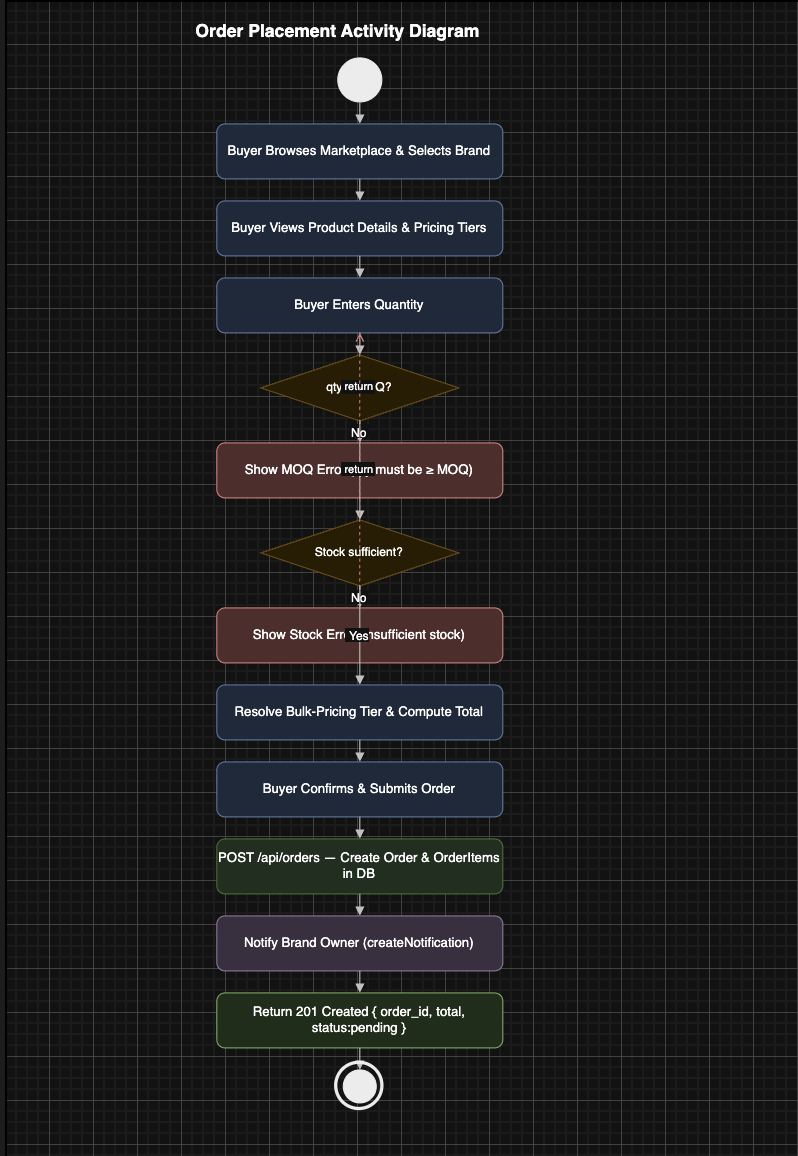 Order Placement Activity Diagram
Buyer Browses Marketplace & Selects Brand
Buyer Views Product Details & Pricing Tiers
Buyer Enters Quantity
qty return Q?
No
Show MOQ Erro return must be ≥ MOQ)
Stock sufficient?
No
Show Stock Err Yes nsufficient stock)
Resolve Bulk-Pricing Tier & Compute Total
Buyer Confirms & Submits Order
POST /api/orders — Create Order & OrderItems
in DB
Notify Brand Owner (createNotification)
Return 201 Created { order_id, total,
status:pending }